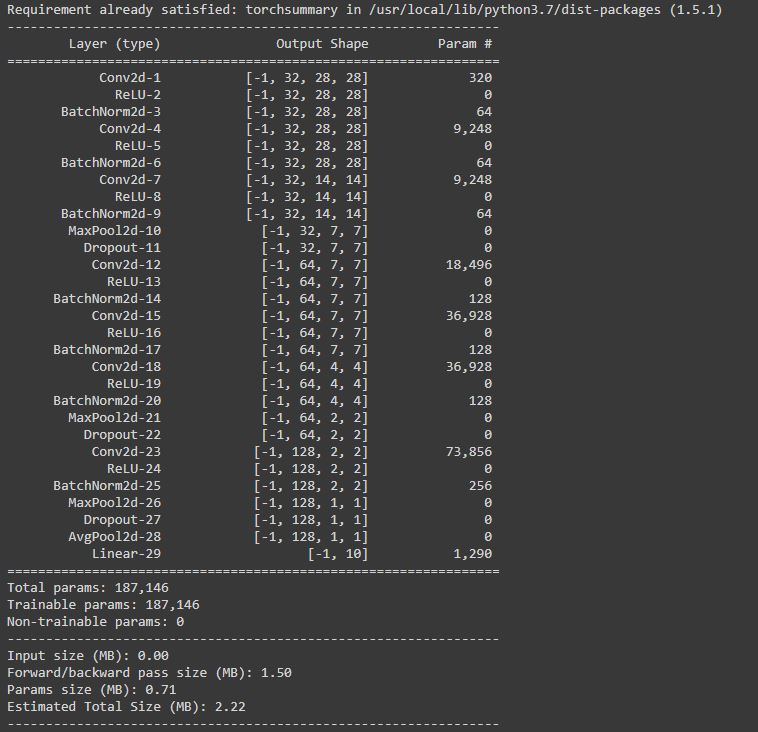 Requirement already satisfied: torchsummary in /usr/local/lib/python3.7/dist-packages (1.5.1)
----------------------------------------------------------------
        Layer (type)               Output Shape         Param #
================================================================
            Conv2d-1           [-1, 32, 28, 28]             320
              ReLU-2           [-1, 32, 28, 28]               0
       BatchNorm2d-3           [-1, 32, 28, 28]              64
            Conv2d-4           [-1, 32, 28, 28]           9,248
              ReLU-5           [-1, 32, 28, 28]               0
       BatchNorm2d-6           [-1, 32, 28, 28]              64
            Conv2d-7           [-1, 32, 14, 14]           9,248
              ReLU-8           [-1, 32, 14, 14]               0
       BatchNorm2d-9           [-1, 32, 14, 14]              64
        MaxPool2d-10             [-1, 32, 7, 7]               0
          Dropout-11             [-1, 32, 7, 7]               0
           Conv2d-12             [-1, 64, 7, 7]          18,496
             ReLU-13             [-1, 64, 7, 7]               0
      BatchNorm2d-14             [-1, 64, 7, 7]             128
           Conv2d-15             [-1, 64, 7, 7]          36,928
             ReLU-16             [-1, 64, 7, 7]               0
      BatchNorm2d-17             [-1, 64, 7, 7]             128
           Conv2d-18             [-1, 64, 4, 4]          36,928
             ReLU-19             [-1, 64, 4, 4]               0
      BatchNorm2d-20             [-1, 64, 4, 4]             128
        MaxPool2d-21             [-1, 64, 2, 2]               0
          Dropout-22             [-1, 64, 2, 2]               0
           Conv2d-23            [-1, 128, 2, 2]          73,856
             ReLU-24            [-1, 128, 2, 2]               0
      BatchNorm2d-25            [-1, 128, 2, 2]             256
        MaxPool2d-26            [-1, 128, 1, 1]               0
          Dropout-27            [-1, 128, 1, 1]               0
        AvgPool2d-28            [-1, 128, 1, 1]               0
           Linear-29                   [-1, 10]           1,290
================================================================
Total params: 187,146
Trainable params: 187,146
Non-trainable params: 0
----------------------------------------------------------------
Input size (MB): 0.00
Forward/backward pass size (MB): 1.50
Params size (MB): 0.71
Estimated Total Size (MB): 2.22
----------------------------------------------------------------